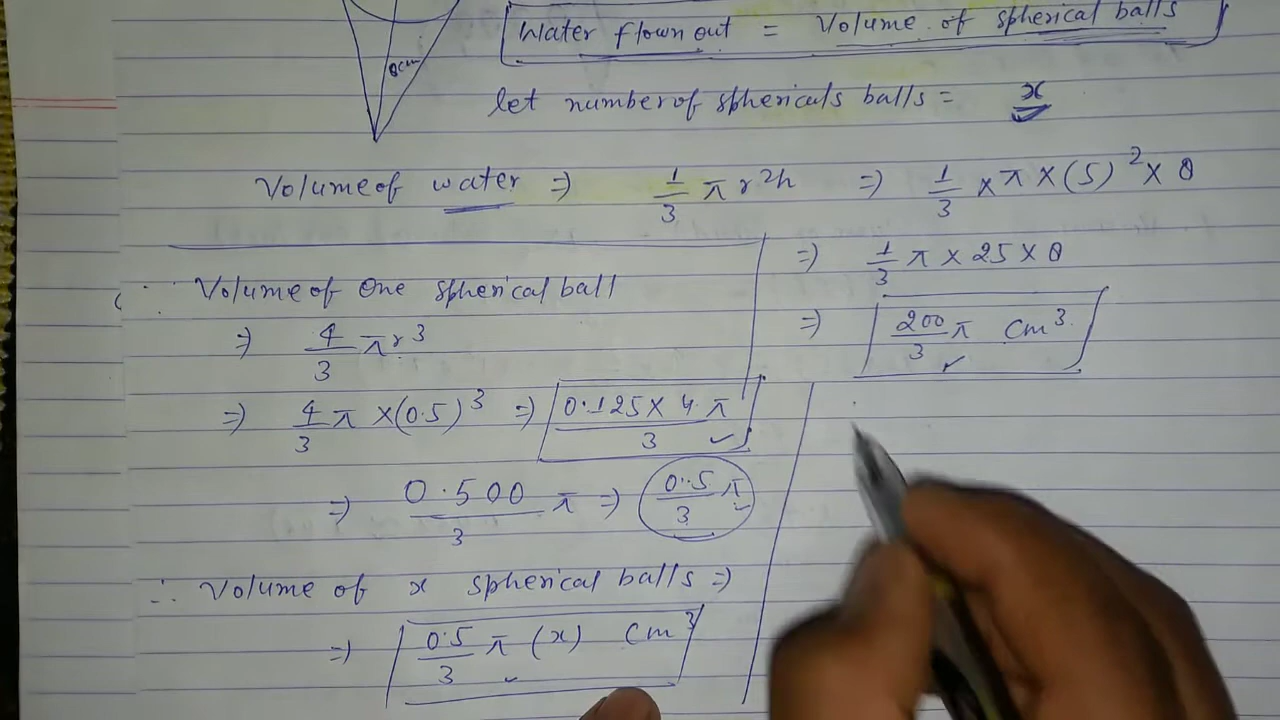 Water flown out = Volume of spherical balls
8cm
let number of sphericals balls = x
Volume of water ⇒ 1/3 π r²h ⇒ 1/3 × π × (5)² × 8
⇒ 1/3 π × 25 × 8
⇒ 200/3 π cm³
∴ Volume of one spherical ball
⇒ 4/3 πr³
⇒ 4/3 π × (0.5)³ ⇒ 0.125 × 4 π/3
⇒ 0.500/3 π ⇒ 0.5/3 π
∴ Volume of x spherical balls ⇒
⇒ 0.5/3 π (x) cm³